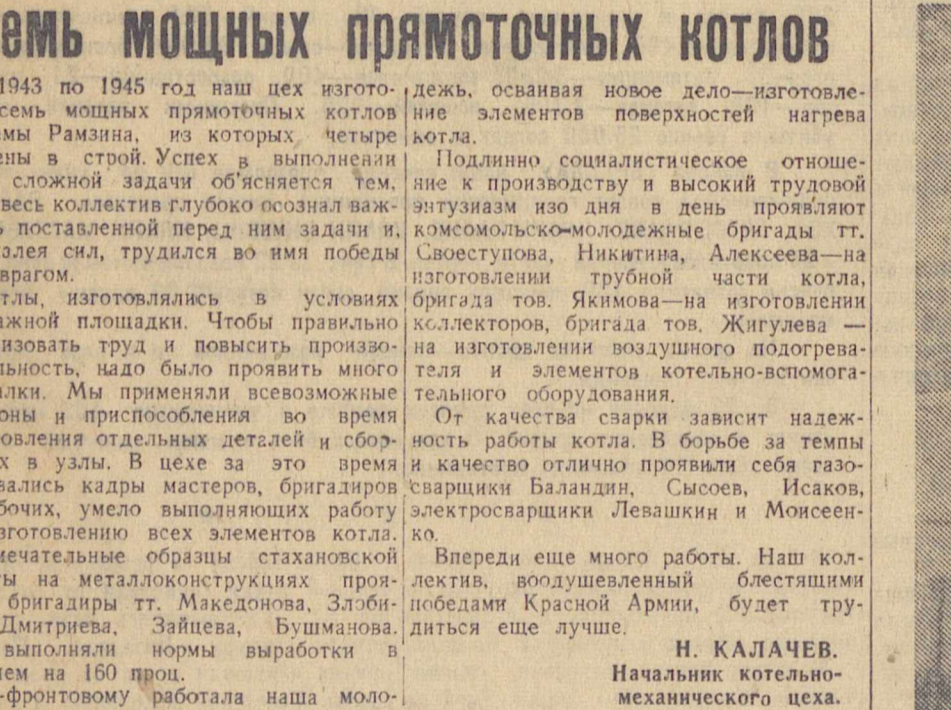 емь мощных прямоточных котлов
1943 по 1945 год наш цех изгото-
семь мощных прямоточных котлов
емы Рамзина, из которых четыре
ены в строй. Успех в выполнении
сложной задачи об'ясняется тем,
весь коллектив глубоко осознал важ-
ь поставленной перед ним задачи и,
алея сил, трудился во имя победы
врагом.
тлы, изготовлялись в условиях
ажной площадки. Чтобы правильно
изовать труд и повысить произво-
льность, надо было проявить много
алки. Мы применяли всевозможные
оны и приспособления во время
овления отдельных деталей и сбор-
х в узлы. В цехе за это время
вались кадры мастеров, бригадиров
бочих, умело выполняющих работу
зготовлению всех элементов котла.
мечательные образцы стахановской
ты на металлоконструкциях проя-
бригадиры тт. Македонова, Злоби-
Дмитриева, Зайцева, Бушманова.
выполняли нормы выработки в
ем на 160 проц.
-фронтовому работала наша моло-
дежь, осваивая новое дело—изготовле-
ние элементов поверхностей нагрева
котла.
Подлинно социалистическое отноше-
ние к производству и высокий трудовой
энтузиазм изо дня в день проявляют
комсомольско-молодежные бригады тт.
Своеступова, Никитина, Алексеева—на
изготовлении трубной части котла,
бригада тов. Якимова—на изготовлении
коллекторов, бригада тов. Жигулева —
на изготовлении воздушного подогрева-
теля и элементов котельно-вспомога-
тельного оборудования.
От качества сварки зависит надеж-
ность работы котла. В борьбе за темпы
и качество отлично проявили себя газо-
сварщики Баландин, Сысоев, Исаков,
электросварщики Левашкин и Моисеен-
ко.
Впереди еще много работы. Наш кол-
лектив, воодушевленный блестящими
победами Красной Армии, будет тру-
диться еще лучше.
Н. КАЛАЧЕВ.
Начальник котельно-
механического цеха.